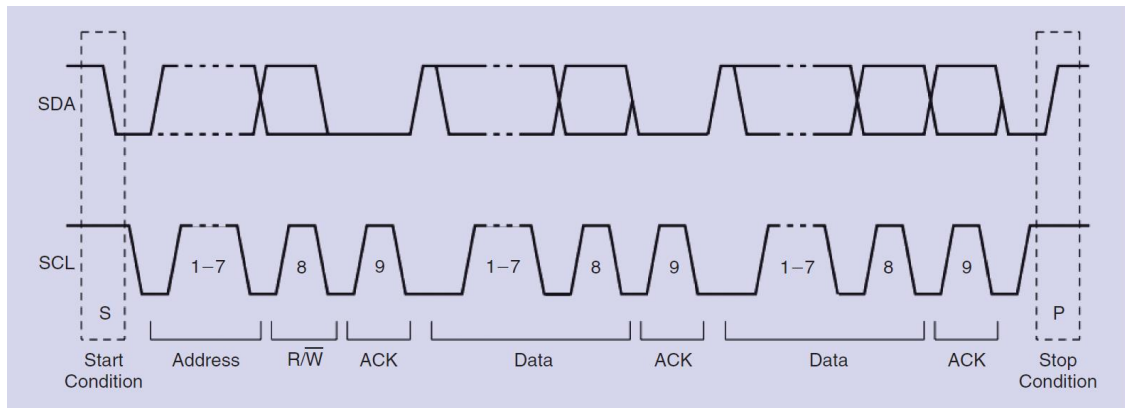 SDA
SCL
1–7
8
9
1–7
8
9
1–7
8
9
S
P
Start
Condition
Address
R/W̅
ACK
Data
ACK
Data
ACK
Stop
Condition